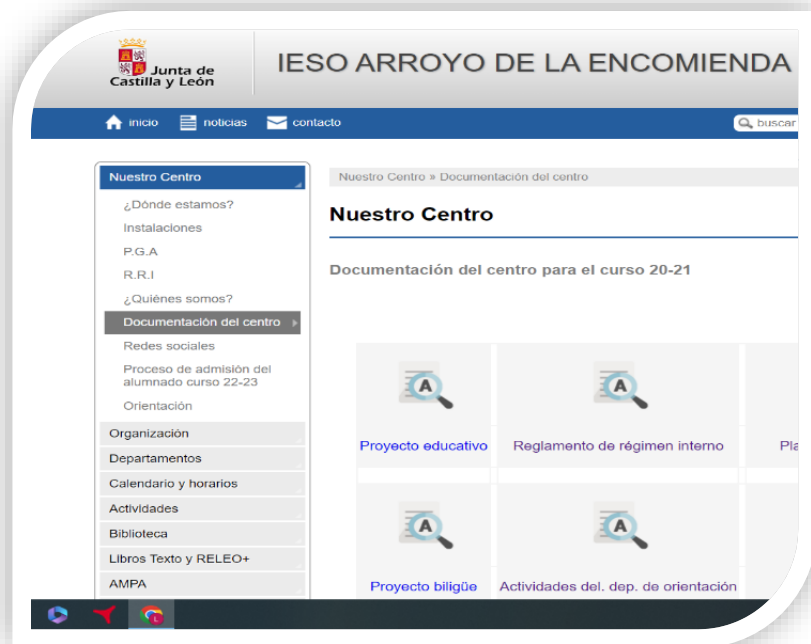 Junta de
Castilla y León
IESO ARROYO DE LA ENCOMIENDA
inicio noticias contacto buscar
Nuestro Centro
¿Dónde estamos?
Instalaciones
P.G.A
R.R.I
¿Quiénes somos?
Documentación del centro
Redes sociales
Proceso de admisión del
alumnado curso 22-23
Orientación
Organización
Departamentos
Calendario y horarios
Actividades
Biblioteca
Libros Texto y RELEO+
AMPA
Nuestro Centro » Documentación del centro
Nuestro Centro
Documentación del centro para el curso 20-21
A A
Proyecto educativo Reglamento de régimen interno
A A
Proyecto biligüe Actividades del. dep. de orientación